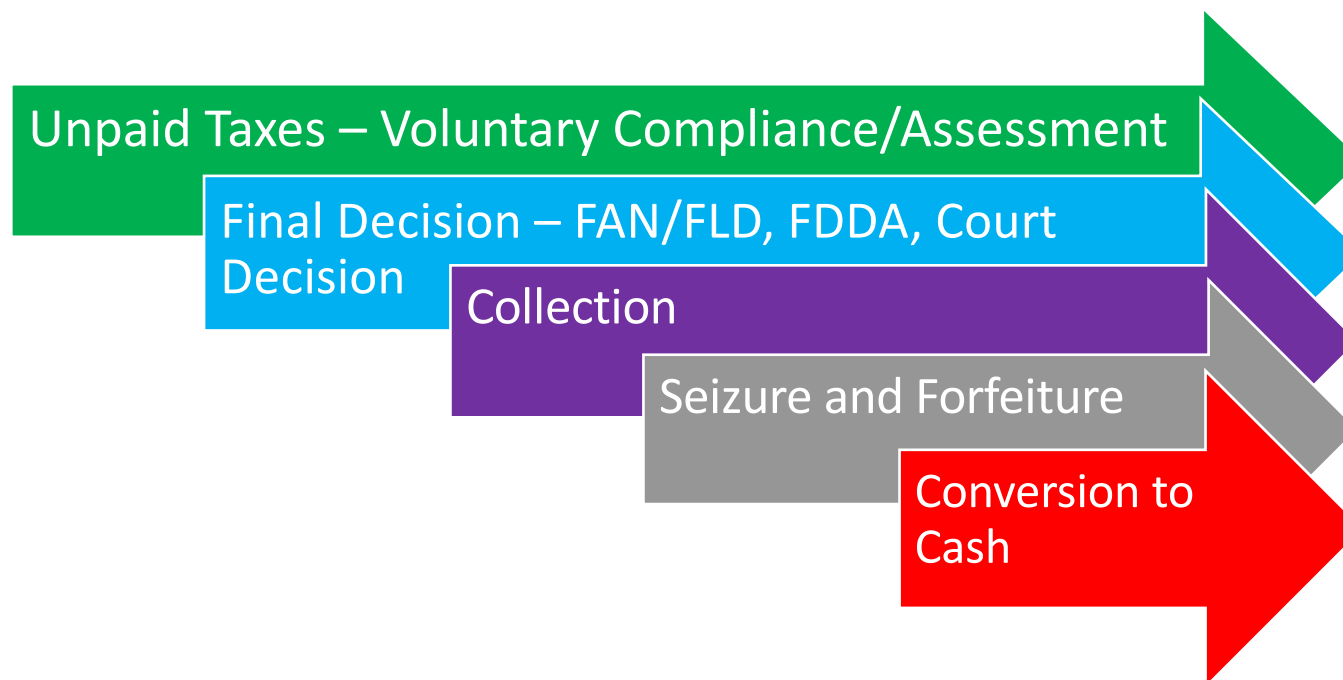 Unpaid Taxes – Voluntary Compliance/Assessment
Final Decision – FAN/FLD, FDDA, Court
Decision
Collection
Seizure and Forfeiture
Conversion to
Cash